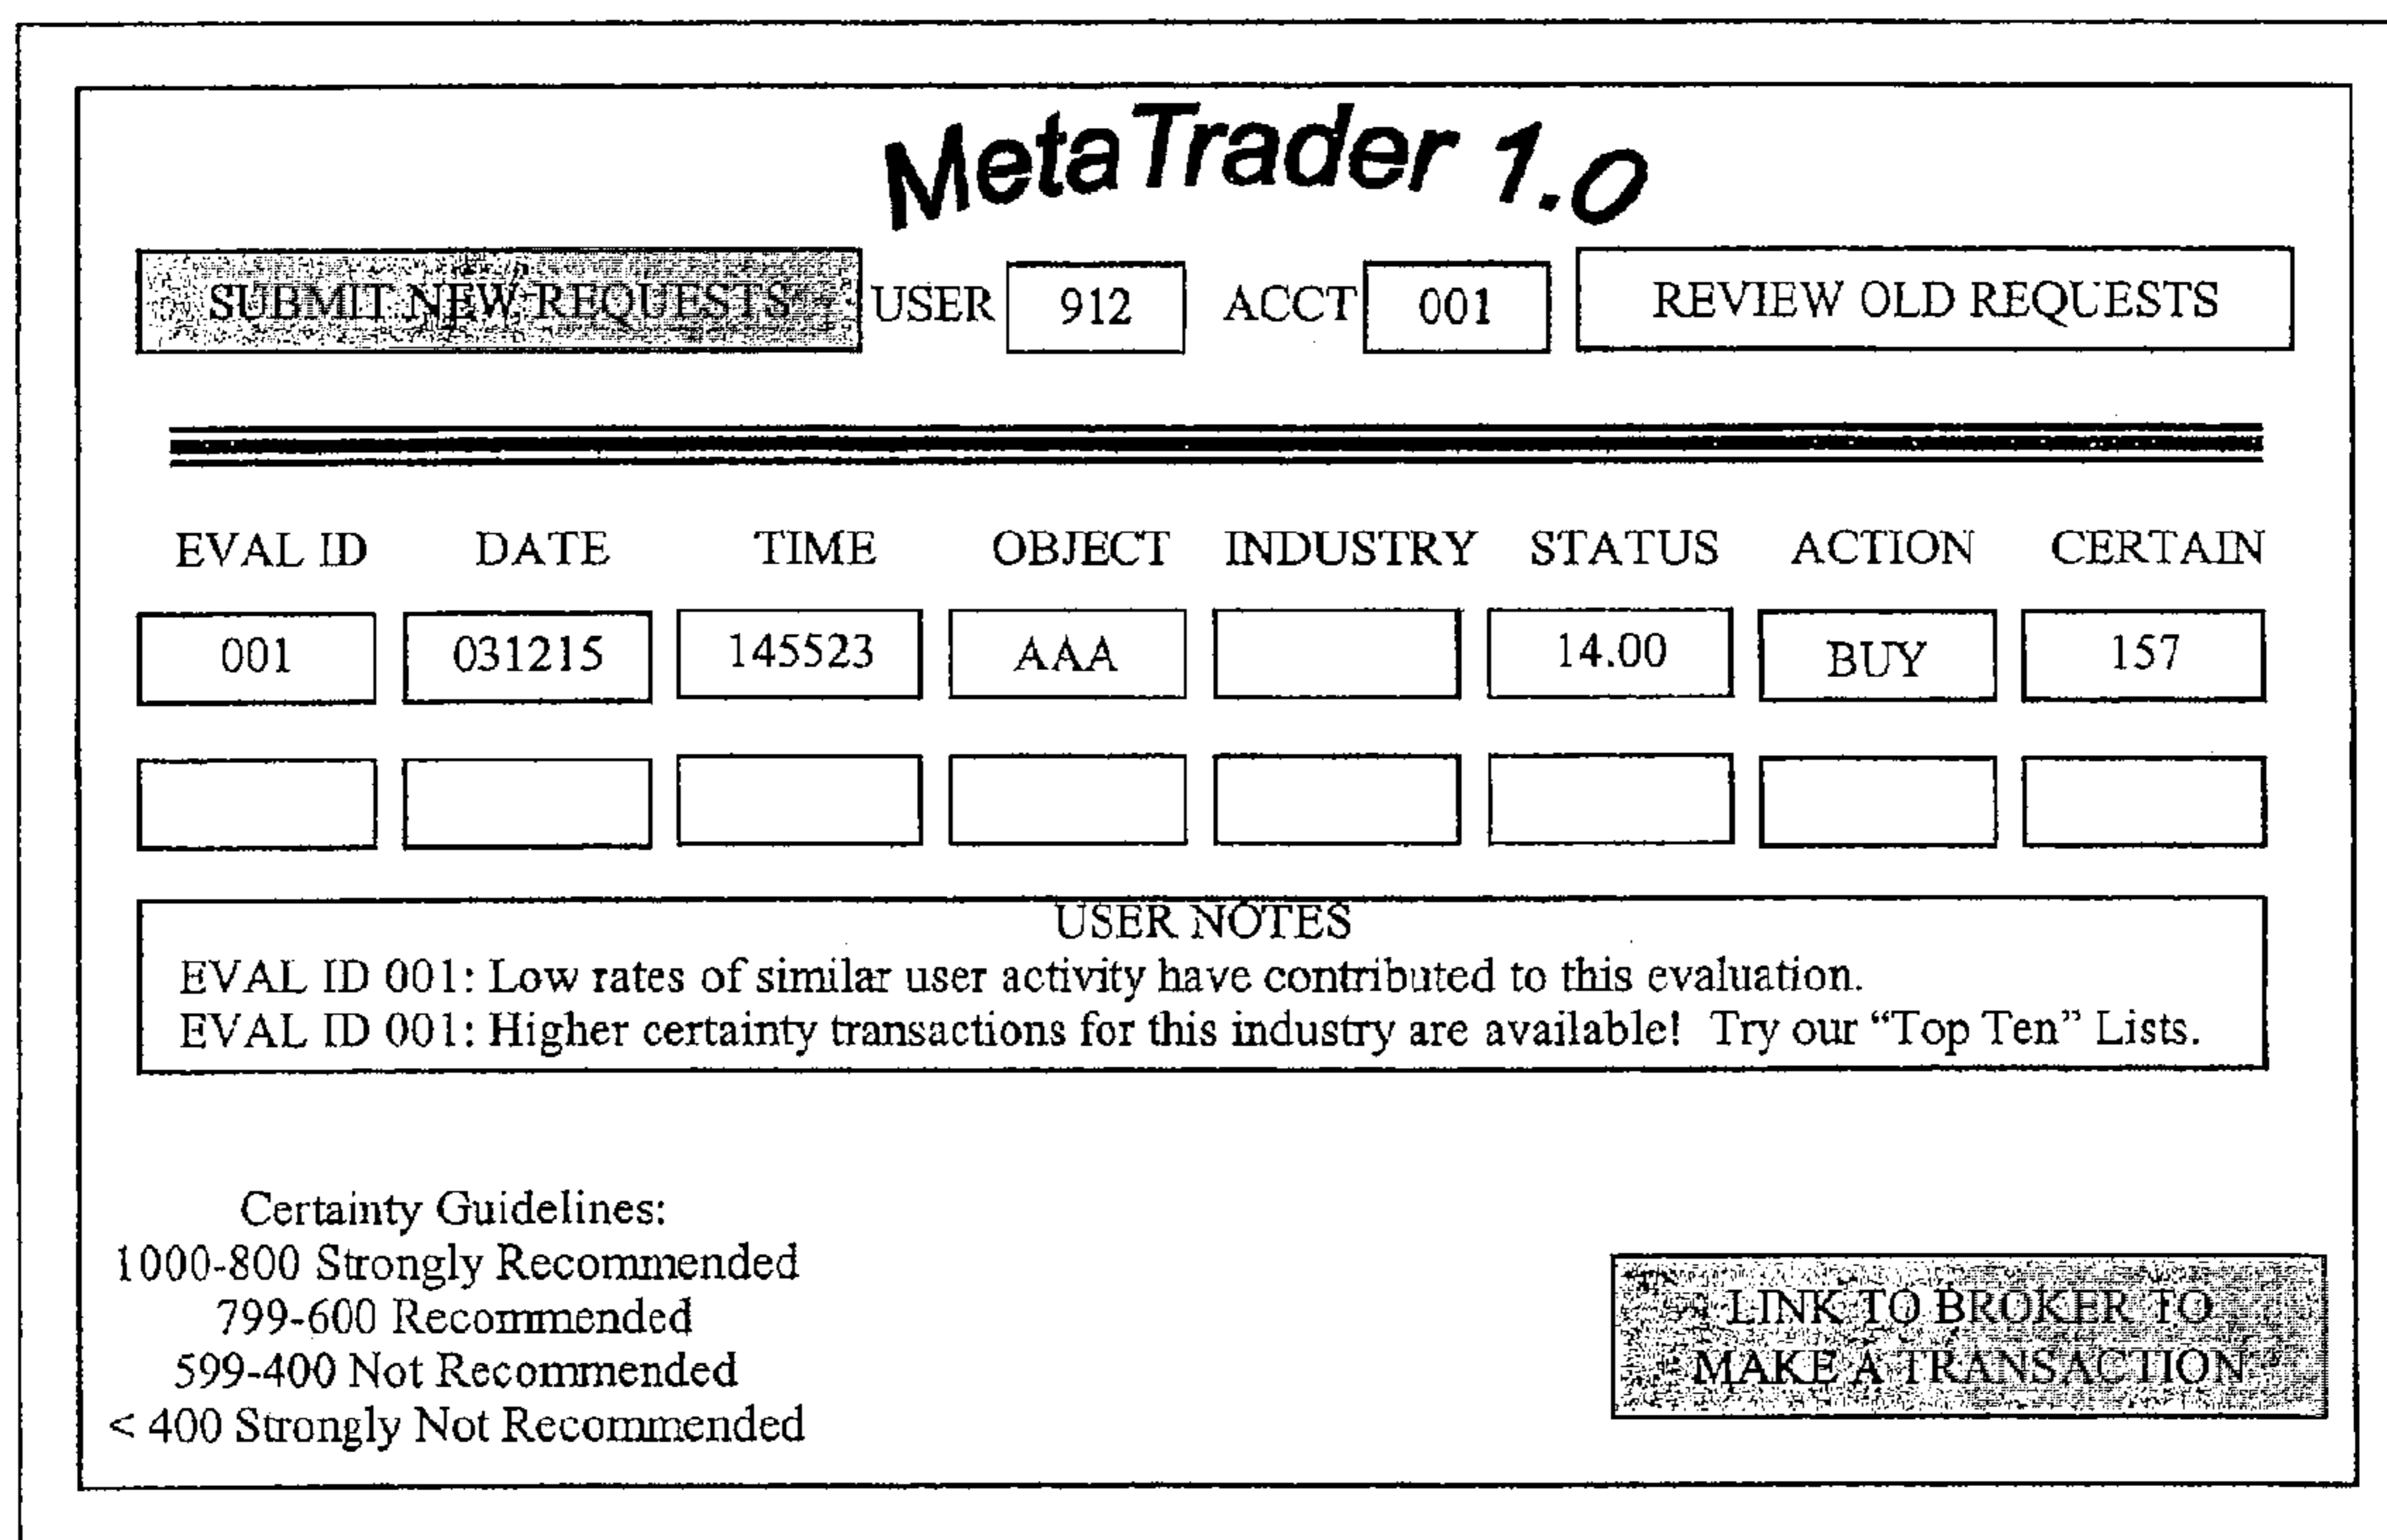 MetaTrader 1.0
SUBMIT NEW REQUESTS USER 912 ACCT 001 REVIEW OLD REQUESTS
EVAL ID DATE TIME OBJECT INDUSTRY STATUS ACTION CERTAIN
001 031215 145523 AAA 14.00 BUY 157
USER NOTES
EVAL ID 001: Low rates of similar user activity have contributed to this evaluation.
EVAL ID 001: Higher certainty transactions for this industry are available! Try our “Top Ten” Lists.
Certainty Guidelines:
1000-800 Strongly Recommended
799-600 Recommended
599-400 Not Recommended
< 400 Strongly Not Recommended
LINK TO BROKER TO
MAKE A TRANSACTION